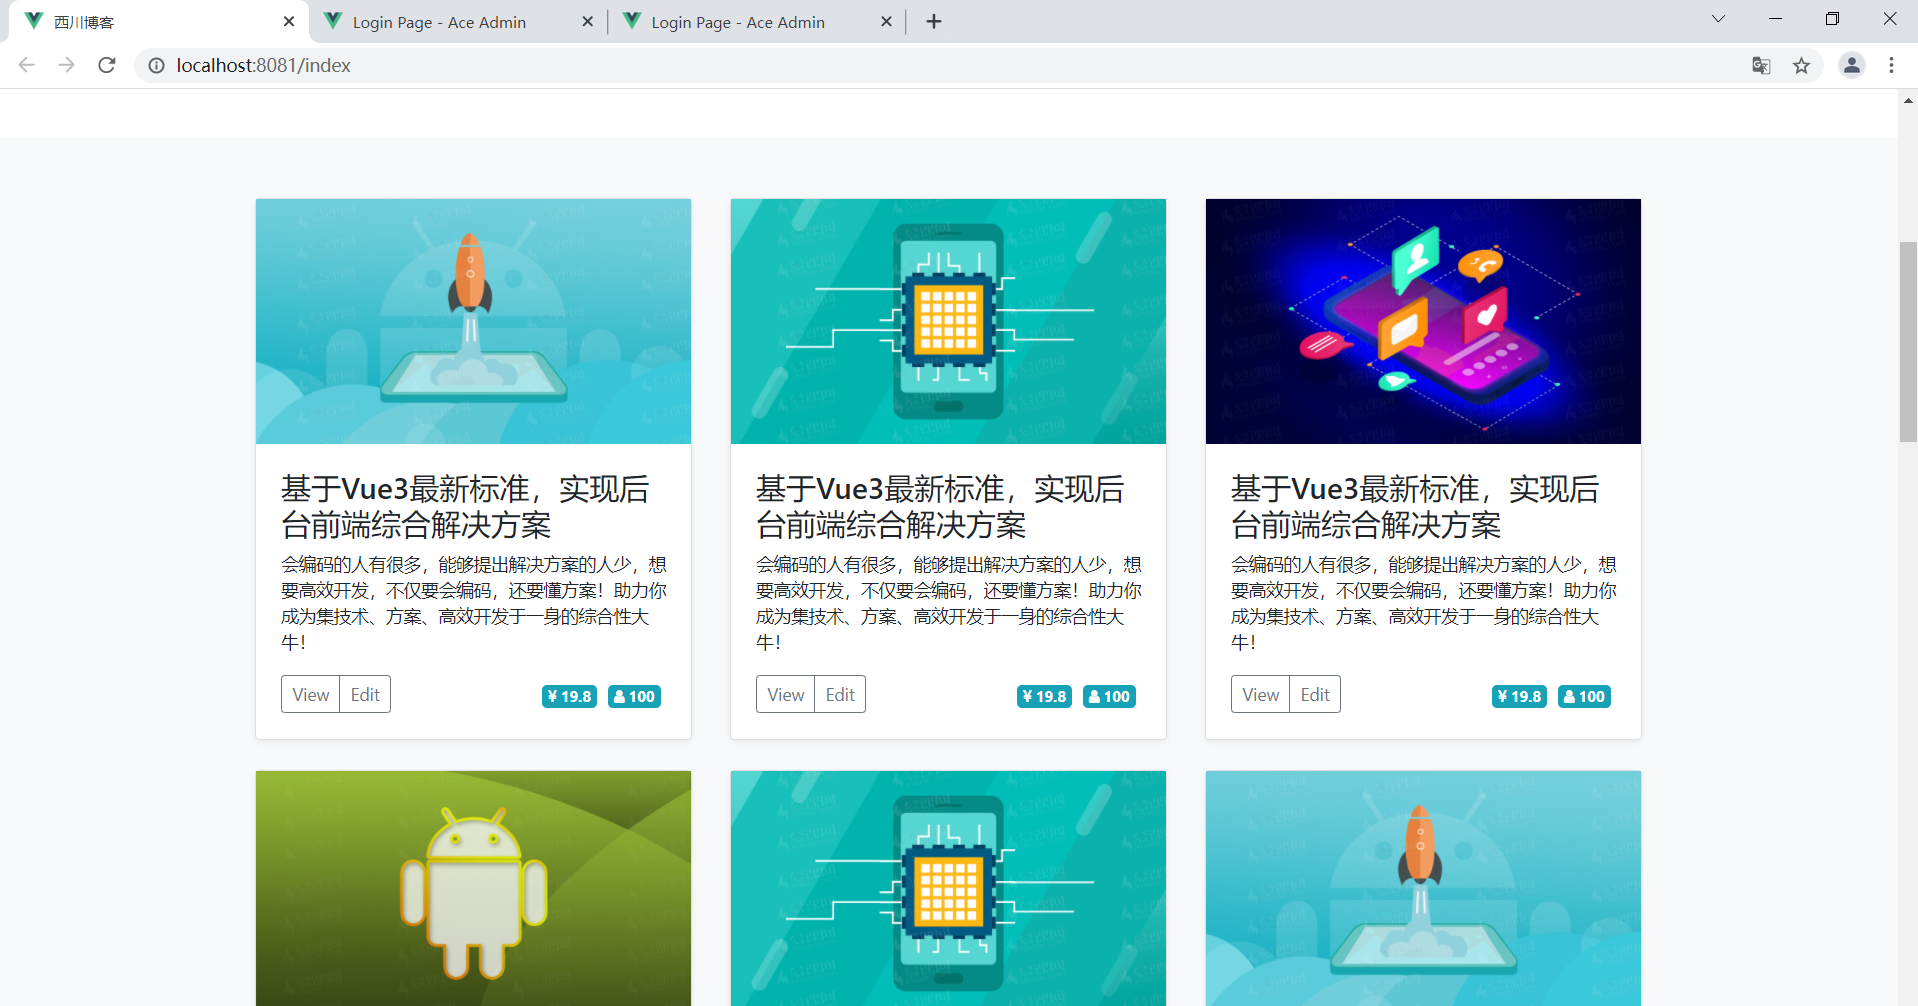 西川博客
Login Page - Ace Admin
Login Page - Ace Admin
localhost:8081/index
基于Vue3最新标准，实现后
台前端综合解决方案
会编码的人有很多，能够提出解决方案的人少，想
要高效开发，不仅要会编码，还要懂方案！助力你
成为集技术、方案、高效开发于一身的综合性大
牛！
View Edit ¥ 19.8 100
基于Vue3最新标准，实现后
台前端综合解决方案
会编码的人有很多，能够提出解决方案的人少，想
要高效开发，不仅要会编码，还要懂方案！助力你
成为集技术、方案、高效开发于一身的综合性大
牛！
View Edit ¥ 19.8 100
基于Vue3最新标准，实现后
台前端综合解决方案
会编码的人有很多，能够提出解决方案的人少，想
要高效开发，不仅要会编码，还要懂方案！助力你
成为集技术、方案、高效开发于一身的综合性大
牛！
View Edit ¥ 19.8 100